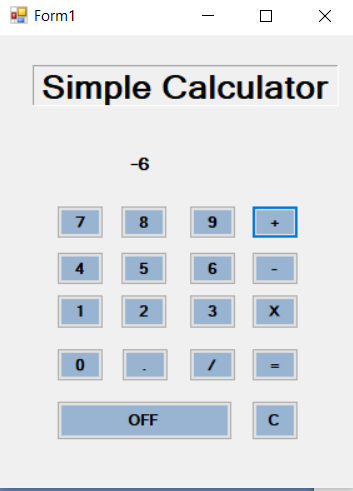 Form1
Simple Calculator
-6
7 8 9 +
4 5 6 -
1 2 3 X
0 . / =
OFF C